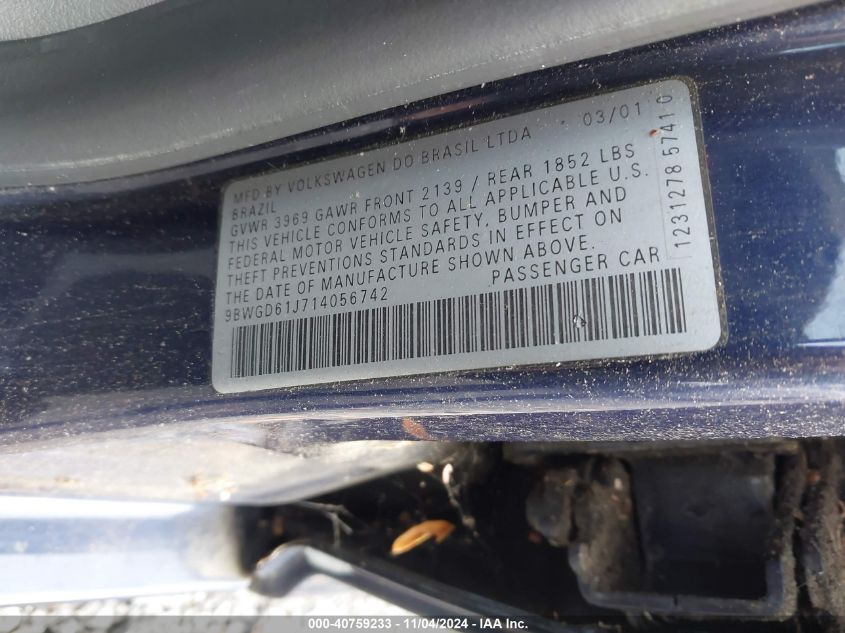 MFD BY VOLKSWAGEN DO BRASIL LTDA 03/01
BRAZIL
GVWR 3969 GAWR FRONT 2139 / REAR 1852 LBS
THIS VEHICLE CONFORMS TO ALL APPLICABLE U.S.
FEDERAL MOTOR VEHICLE SAFETY, BUMPER AND
THEFT PREVENTIONS STANDARDS IN EFFECT ON
THE DATE OF MANUFACTURE SHOWN ABOVE.
9BWGD61J714056742 PASSENGER CAR
1231278 57410
000-40759233 - 11/04/2024 - IAA Inc.